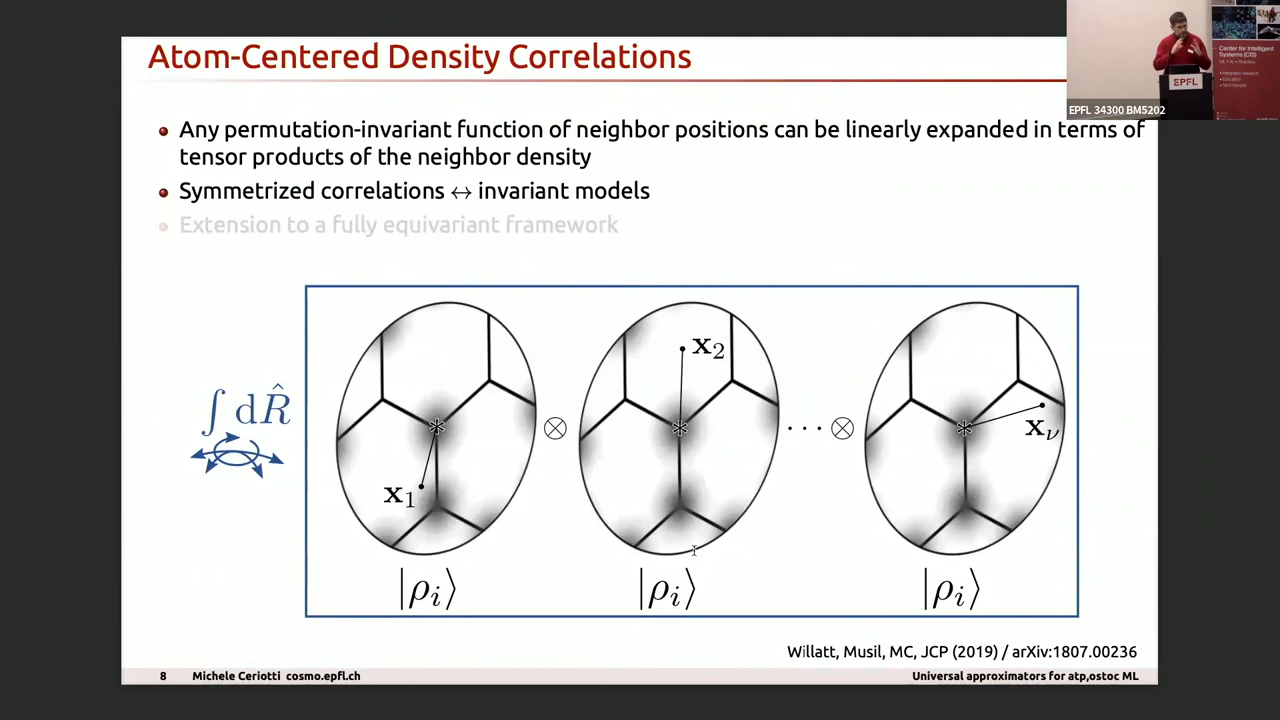 Atom-Centered Density Correlations
Any permutation-invariant function of neighbor positions can be linearly expanded in terms of
tensor products of the neighbor density
Symmetrized correlations ↔ invariant models
Extension to a fully equivariant framework
∫ dR̂
x₁
⊗
x₂
··· ⊗
xᵥ
|ρᵢ⟩ |ρᵢ⟩ |ρᵢ⟩
Willatt, Musil, MC, JCP (2019) / arXiv:1807.00236
8 Michele Ceriotti cosmo.epfl.ch Universal approximators for atp,ostoc ML
EPFL 34300 BM5202
EPFL
Center for Intelligent
Systems (CIS)